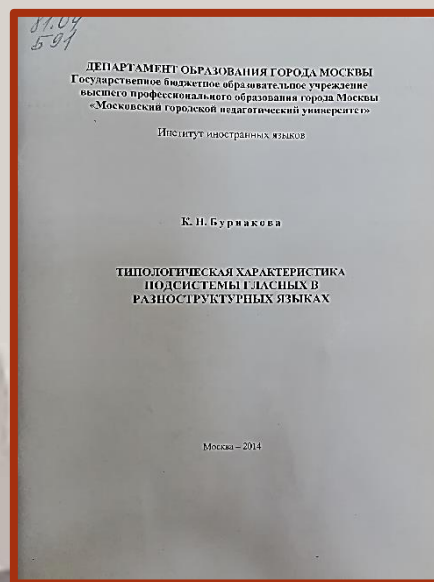 81.04
Б91
ДЕПАРТАМЕНТ ОБРАЗОВАНИЯ ГОРОДА МОСКВЫ
Государственное бюджетное образовательное учреждение
высшего профессионального образования города Москвы
«Московский городской педагогический университет»
Институт иностранных языков
К. Н. Бурнакова
ТИПОЛОГИЧЕСКАЯ ХАРАКТЕРИСТИКА
ПОДСИСТЕМЫ ГЛАСНЫХ В
РАЗНОСТРУКТУРНЫХ ЯЗЫКАХ
Москва – 2014